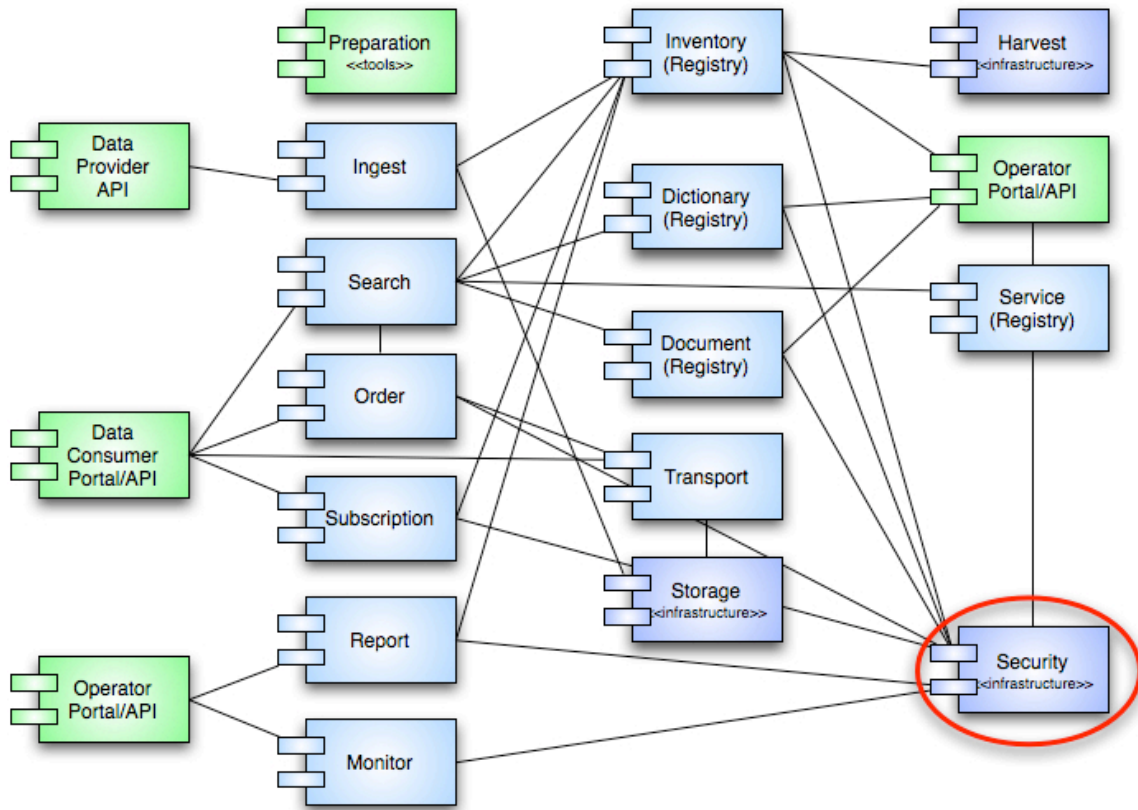 Preparation
<<tools>>
Inventory
(Registry)
Harvest
<<infrastructure>>
Data
Provider
API
Ingest
Dictionary
(Registry)
Operator
Portal/API
Search
Document
(Registry)
Service
(Registry)
Data
Consumer
Portal/API
Order
Transport
Subscription
Storage
<<infrastructure>>
Operator
Portal/API
Report
Security
<<infrastructure>>
Monitor